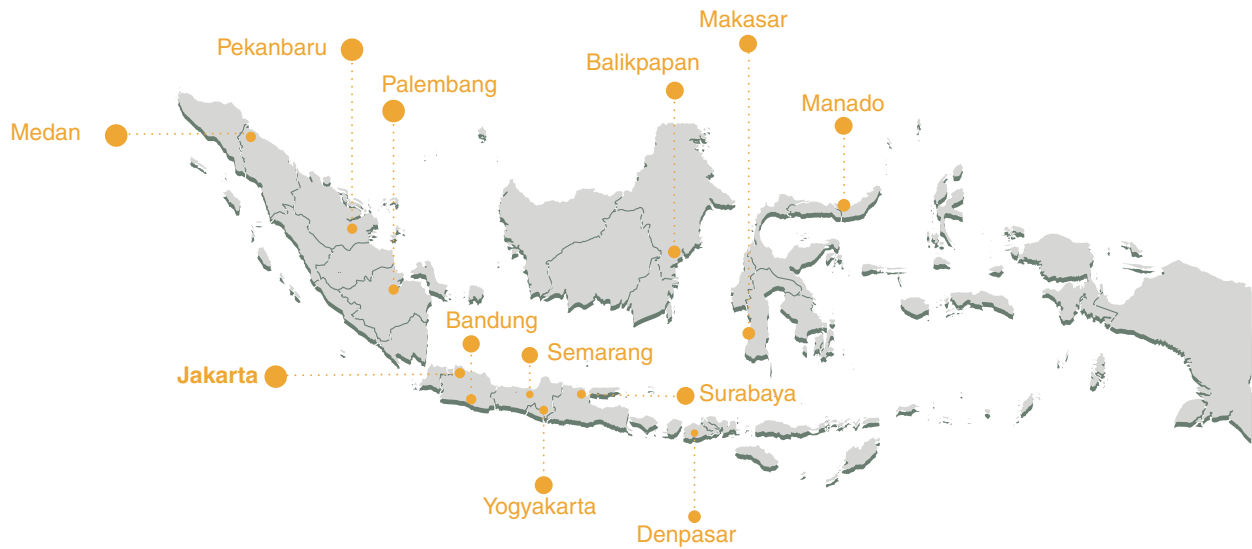 Makasar
Pekanbaru
Balikpapan
Palembang
Manado
Medan
Bandung
Semarang
Jakarta
Surabaya
Yogyakarta
Denpasar